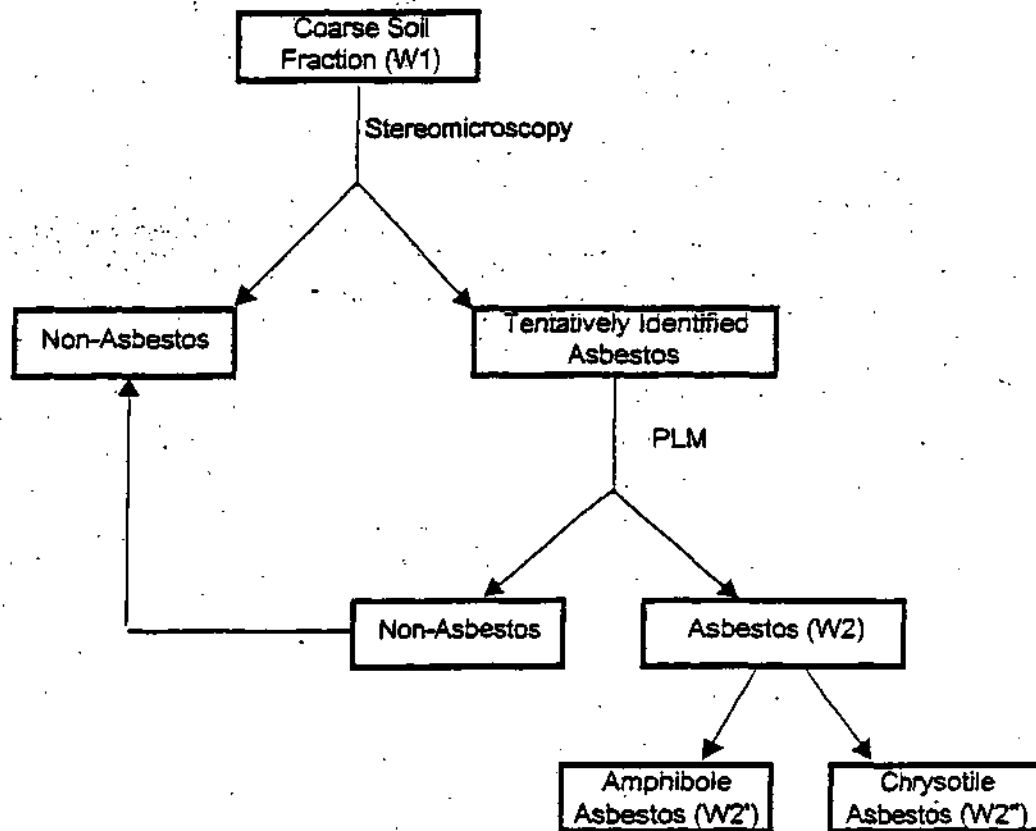 Coarse Soil
Fraction (W1)
Stereomicroscopy
Non-Asbestos
Tentatively Identified
Asbestos
PLM
Non-Asbestos
Asbestos (W2)
Amphibole
Asbestos (W2')
Chrysotile
Asbestos (W2")